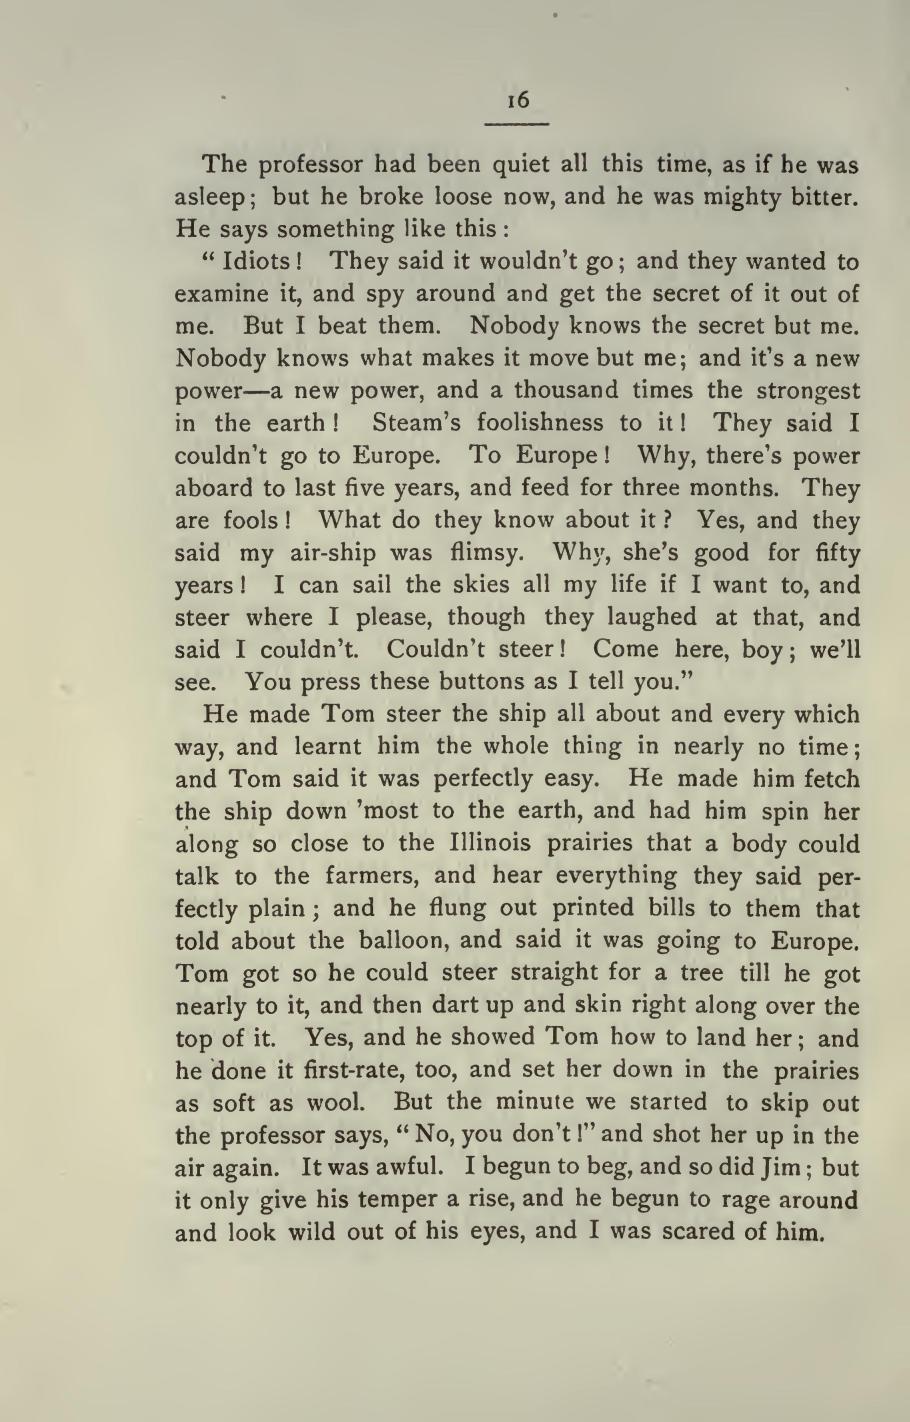 16
The professor had been quiet all this time, as if he was
asleep; but he broke loose now, and he was mighty bitter.
He says something like this:
"Idiots! They said it wouldn't go; and they wanted to
examine it, and spy around and get the secret of it out of
me. But I beat them. Nobody knows the secret but me.
Nobody knows what makes it move but me; and it's a new
power—a new power, and a thousand times the strongest
in the earth! Steam's foolishness to it! They said I
couldn't go to Europe. To Europe! Why, there's power
aboard to last five years, and feed for three months. They
are fools! What do they know about it? Yes, and they
said my air-ship was flimsy. Why, she's good for fifty
years! I can sail the skies all my life if I want to, and
steer where I please, though they laughed at that, and
said I couldn't. Couldn't steer! Come here, boy; we'll
see. You press these buttons as I tell you."
He made Tom steer the ship all about and every which
way, and learnt him the whole thing in nearly no time;
and Tom said it was perfectly easy. He made him fetch
the ship down 'most to the earth, and had him spin her
along so close to the Illinois prairies that a body could
talk to the farmers, and hear everything they said per-
fectly plain; and he flung out printed bills to them that
told about the balloon, and said it was going to Europe.
Tom got so he could steer straight for a tree till he got
nearly to it, and then dart up and skin right along over the
top of it. Yes, and he showed Tom how to land her; and
he done it first-rate, too, and set her down in the prairies
as soft as wool. But the minute we started to skip out
the professor says, "No, you don't!" and shot her up in the
air again. It was awful. I begun to beg, and so did Jim; but
it only give his temper a rise, and he begun to rage around
and look wild out of his eyes, and I was scared of him.